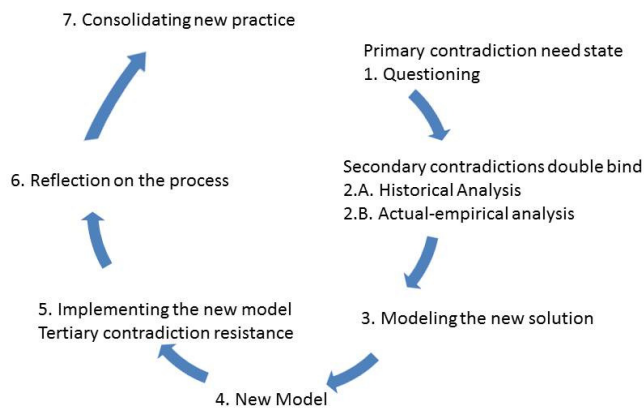 7. Consolidating new practice
Primary contradiction need state
1. Questioning
Secondary contradictions double bind
2.A. Historical Analysis
2.B. Actual-empirical analysis
3. Modeling the new solution
4. New Model
5. Implementing the new model
Tertiary contradiction resistance
6. Reflection on the process